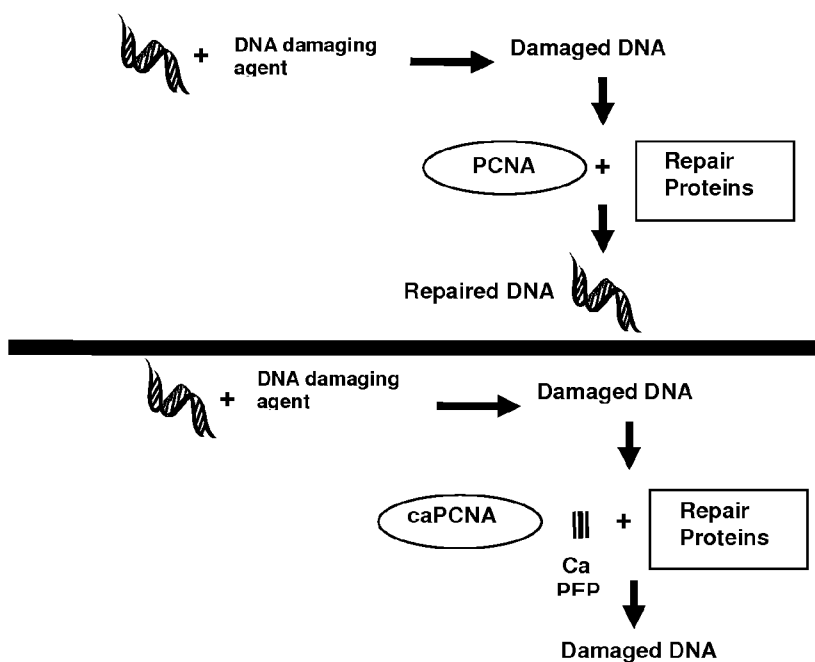 + DNA damaging
agent
Damaged DNA
PCNA + Repair
Proteins
Repaired DNA
+ DNA damaging
agent
Damaged DNA
caPCNA + Repair
Proteins
Ca
PEP
Damaged DNA